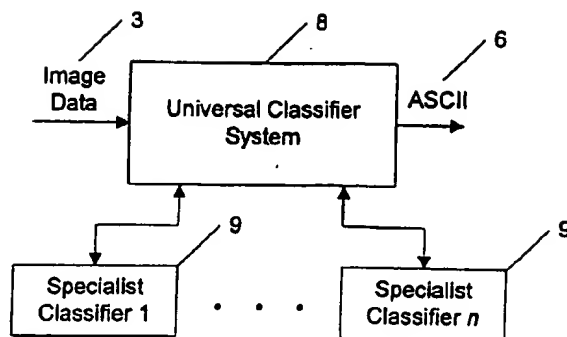 3
8
6
Image
Data
Universal Classifier
System
ASCII
9
9
Specialist
Classifier 1
. . .
Specialist
Classifier n